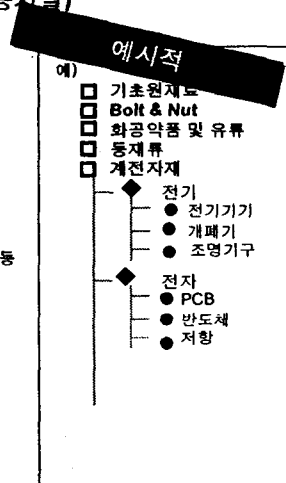 예시적
예)
기초원재료
Bolt & Nut
화공약품 및 유류
등재류
계전자재
전기
전기기기
개폐기
조명기구
전자
PCB
반도체
저항
동